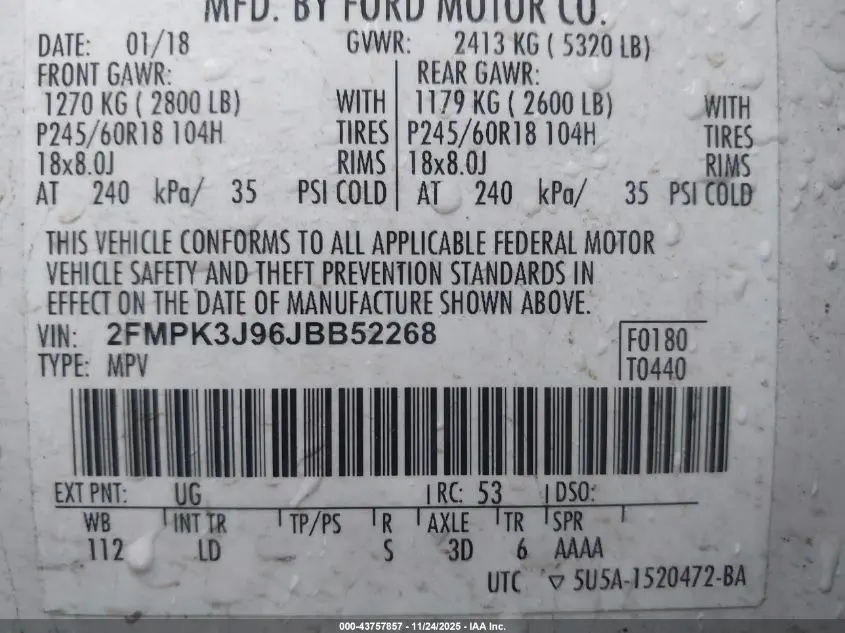 MFD. BY FORD MOTOR CO.
DATE: 01/18 GVWR: 2413 KG ( 5320 LB)
FRONT GAWR: REAR GAWR:
1270 KG ( 2800 LB) WITH 1179 KG ( 2600 LB) WITH
P245/60R18 104H TIRES P245/60R18 104H TIRES
18x8.0J RIMS 18x8.0J RIMS
AT 240 kPa/ 35 PSI COLD AT 240 kPa/ 35 PSI COLD
THIS VEHICLE CONFORMS TO ALL APPLICABLE FEDERAL MOTOR
VEHICLE SAFETY AND THEFT PREVENTION STANDARDS IN
EFFECT ON THE DATE OF MANUFACTURE SHOWN ABOVE.
VIN: 2FMPK3J96JBB52268 F0180
TYPE: MPV T0440
EXT PNT: UG RC: 53 DSO:
WB INT TR TP/PS R AXLE TR SPR
112 LD S 3D 6 AAAA
UTC ▽ 5U5A-1520472-BA
000-43757857 - 11/24/2025 - IAA Inc.